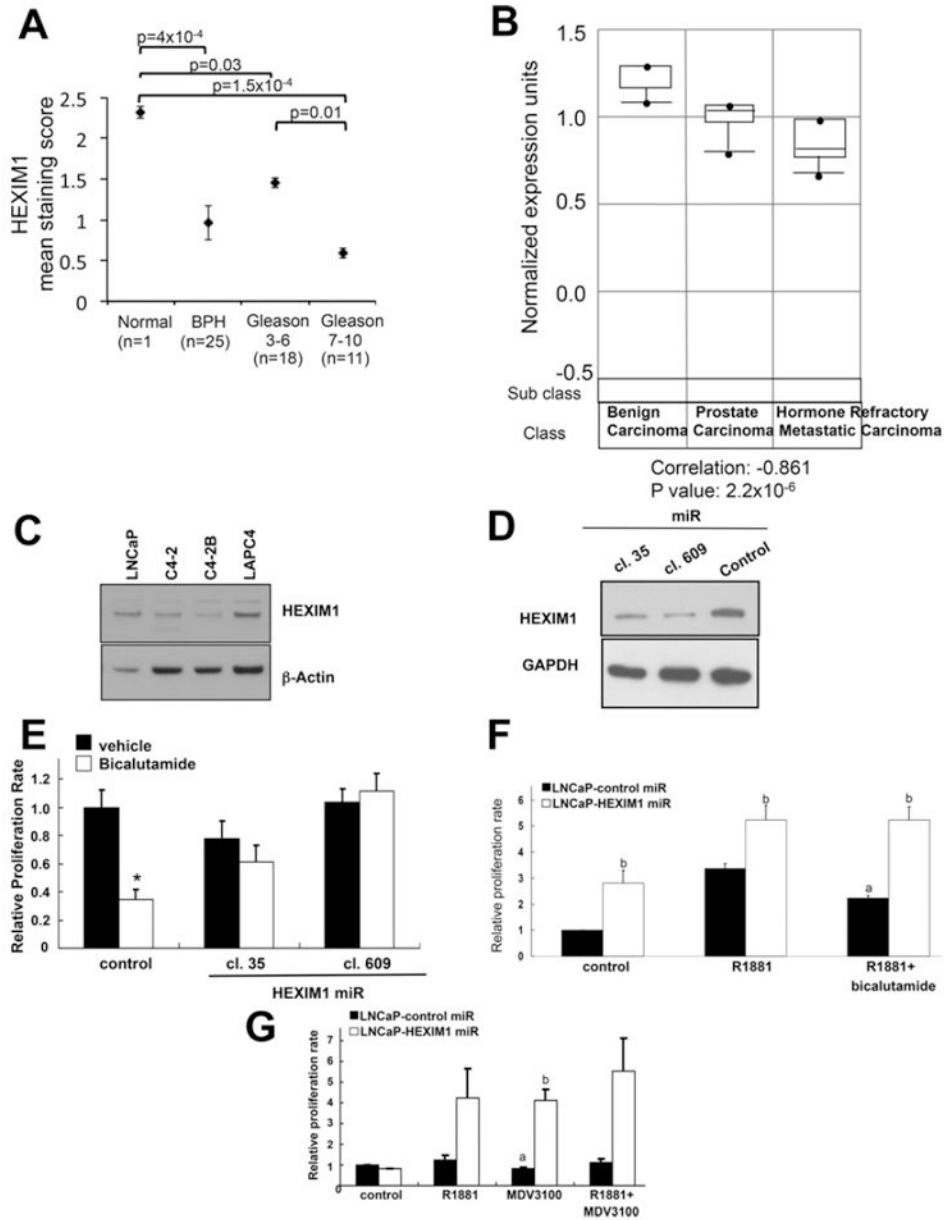 A
p=4x10-4
p=0.03
p=1.5x10-4
p=0.01
HEXIM1
mean staining score
2.5
2
1.5
1
0.5
0
Normal
(n=1
BPH
(n=25)
Gleason
3-6
(n=18)
Gleason
7-10
(n=11)
B
Normalized expression units
1.5
1.0
0.5
0.0
-0.5
Sub class
Class
Benign
Carcinoma
Prostate
Carcinoma
Hormone Refractory
Metastatic Carcinoma
Correlation: -0.861
P value: 2.2x10-6
C
LNCaP
C4-2
C4-2B
LAPC4
HEXIM1
β-Actin
D
miR
cl. 35
cl. 609
Control
HEXIM1
GAPDH
E
vehicle
Bicalutamide
Relative Proliferation Rate
1.2
1.0
0.8
0.6
0.4
0.2
0
*
control
cl. 35
cl. 609
HEXIM1 miR
F
LNCaP-control miR
LNCaP-HEXIM1 miR
Relative proliferation rate
6
5
4
3
2
1
0
b
b
a
b
control
R1881
R1881+
bicalutamide
G
LNCaP-control miR
LNCaP-HEXIM1 miR
Relative proliferation rate
7
6
5
4
3
2
1
0
a
b
control
R1881
MDV3100
R1881+
MDV3100